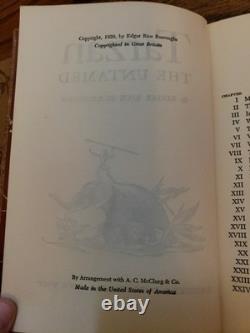 Copyright, 1920, by Edgar Rice Burroughs
Copyrighted in Great Britain
Tarzan
THE UNTAMED
By Arrangement with A. C. McClurg & Co.
Made in the United States of America
CHAPTER
I M
II
III
IV
V
VI
VII
VIII
IX
X
XI
XII
XIII
XIV
XV
XVI
XVII
XVIII
XIX
XX
XXI
XXII
XXIII
XXIV